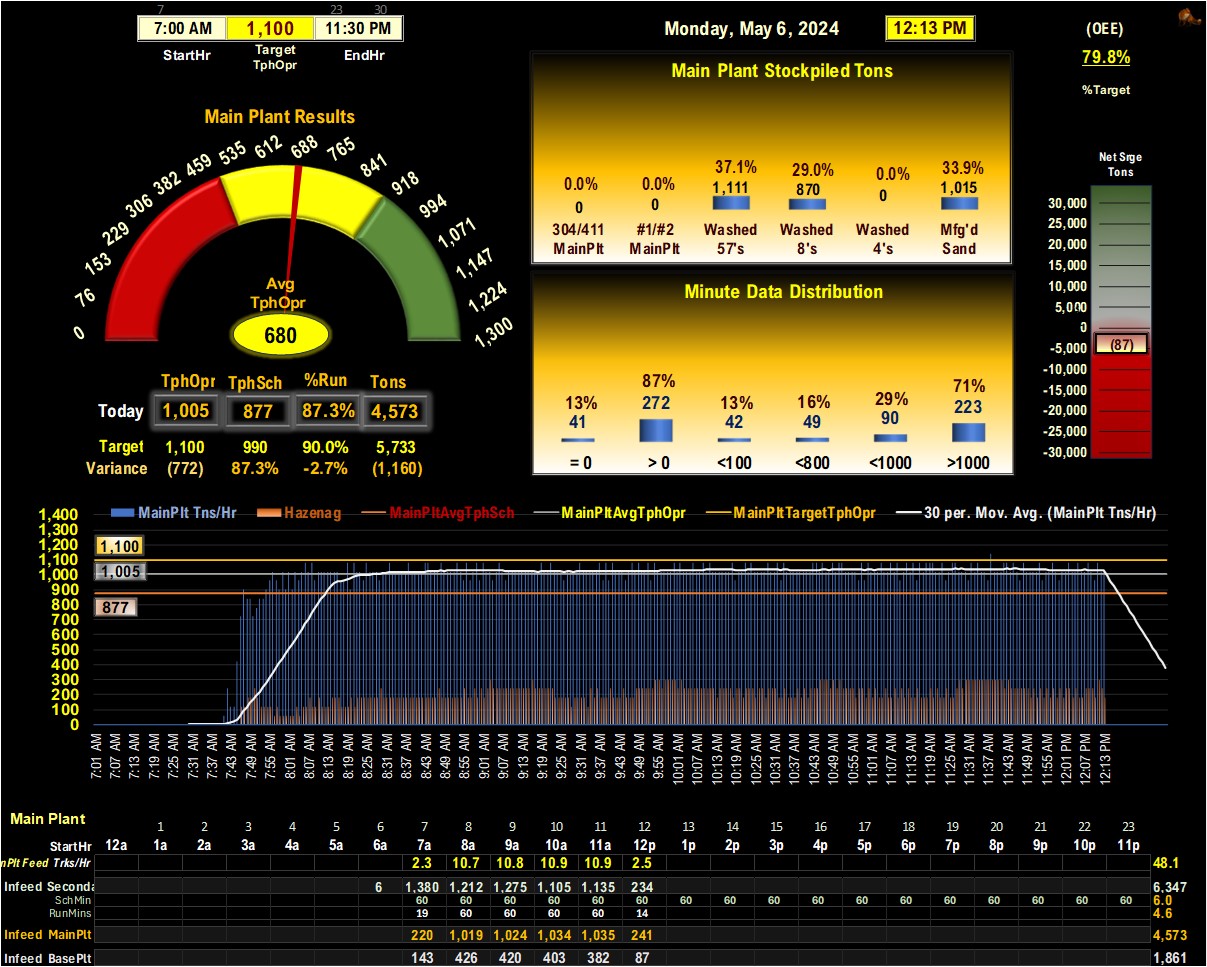 7 23 30
7:00 AM 1,100 11:30 PM
StartHr Target TphOpr EndHr
Monday, May 6, 2024 12:13 PM
(OEE)
79.8%
%Target
Main Plant Results
0 76 153 229 306 382 459 535 612 688 765 841 918 994 1,071 1,147 1,224 1,300
Avg
TphOpr
680
TphOpr TphSch %Run Tons
Today 1,005 877 87.3% 4,573
Target 1,100 990 90.0% 5,733
Variance (772) 87.3% -2.7% (1,160)
Main Plant Stockpiled Tons
0.0% 0.0% 37.1% 29.0% 0.0% 33.9%
0 0 1,111 870 0 1,015
304/411 #1/#2 Washed Washed Washed Mfg'd
MainPlt MainPlt 57's 8's 4's Sand
Minute Data Distribution
13% 87% 13% 16% 29% 71%
41 272 42 49 90 223
= 0 > 0 <100 <800 <1000 >1000
Net Srge
Tons
30,000
25,000
20,000
15,000
10,000
5,000
0
-5,000
(87)
-10,000
-15,000
-20,000
-25,000
-30,000
MainPlt Tns/Hr Hazenag MainPltAvgTphSch MainPltAvgTphOpr MainPltTargetTphOpr 30 per. Mov. Avg. (MainPlt Tns/Hr)
1,400
1,300
1,200
1,100
1,000
900
800
700
600
500
400
300
200
100
0
1,100
1,005
877
7:01 AM 7:07 AM 7:13 AM 7:19 AM 7:25 AM 7:31 AM 7:37 AM 7:43 AM 7:49 AM 7:55 AM 8:01 AM 8:07 AM 8:13 AM 8:19 AM 8:25 AM 8:31 AM 8:37 AM 8:43 AM 8:49 AM 8:55 AM 9:01 AM 9:07 AM 9:13 AM 9:19 AM 9:25 AM 9:31 AM 9:37 AM 9:43 AM 9:49 AM 9:55 AM 10:01 AM 10:07 AM 10:13 AM 10:19 AM 10:25 AM 10:31 AM 10:37 AM 10:43 AM 10:49 AM 10:55 AM 11:01 AM 11:07 AM 11:13 AM 11:19 AM 11:25 AM 11:31 AM 11:37 AM 11:43 AM 11:49 AM 11:55 AM 12:01 PM 12:07 PM 12:13 PM
Main Plant
1 2 3 4 5 6 7 8 9 10 11 12 13 14 15 16 17 18 19 20 21 22 23
StartHr 12a 1a 2a 3a 4a 5a 6a 7a 8a 9a 10a 11a 12p 1p 2p 3p 4p 5p 6p 7p 8p 9p 10p 11p
nPlt Feed Trks/Hr 2.3 10.7 10.8 10.9 10.9 2.5 48.1
Infeed Seconda 6 1,380 1,212 1,275 1,105 1,135 234 6,347
SchMin 60 60 60 60 60 60 60 60 60 60 60 60 60 60 60 60 60 6.0
RunMins 19 60 60 60 60 14 4.6
Infeed MainPlt 220 1,019 1,024 1,034 1,035 241 4,573
Infeed BasePlt 143 426 420 403 382 87 1,861